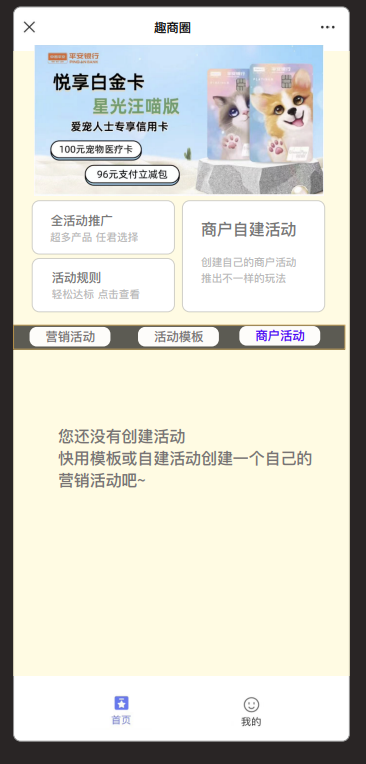 趣商圈
平安银行
悦享白金卡
星光汪喵版
爱宠人士专享信用卡
100元宠物医疗卡
96元支付立减包
全活动推广
超多产品 任君选择
商户自建活动
创建自己的商户活动
推出不一样的玩法
活动规则
轻松达标 点击查看
营销活动
活动模板
商户活动
您还没有创建活动
快用模板或自建活动创建一个自己的
营销活动吧~
首页
我的